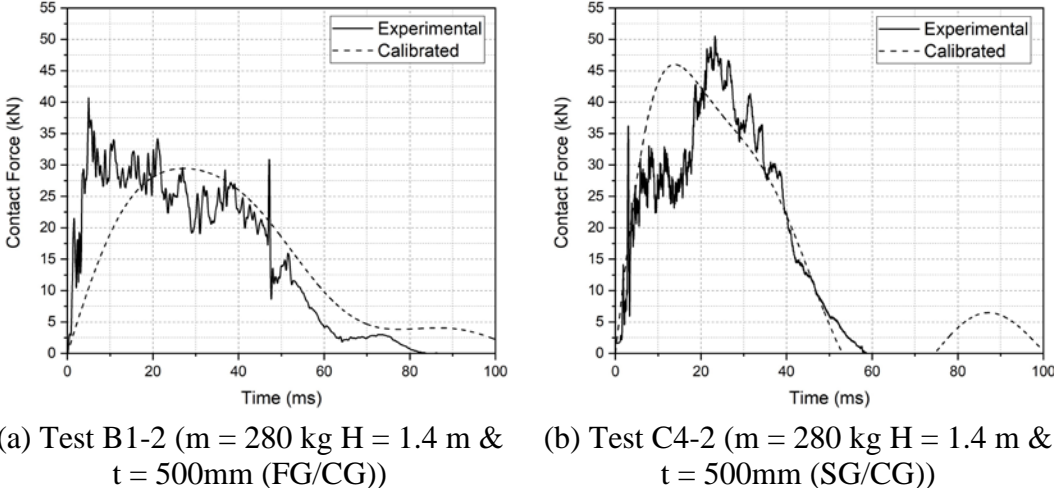 55
50
45
40
35
30
25
20
15
10
5
0
Contact Force (kN)
Experimental
Calibrated
0 20 40 60 80 100
Time (ms)
55
50
45
40
35
30
25
20
15
10
5
0
Contact Force (kN)
Experimental
Calibrated
0 20 40 60 80 100
Time (ms)
(a) Test B1-2 (m = 280 kg H = 1.4 m &
t = 500mm (FG/CG))
(b) Test C4-2 (m = 280 kg H = 1.4 m &
t = 500mm (SG/CG))